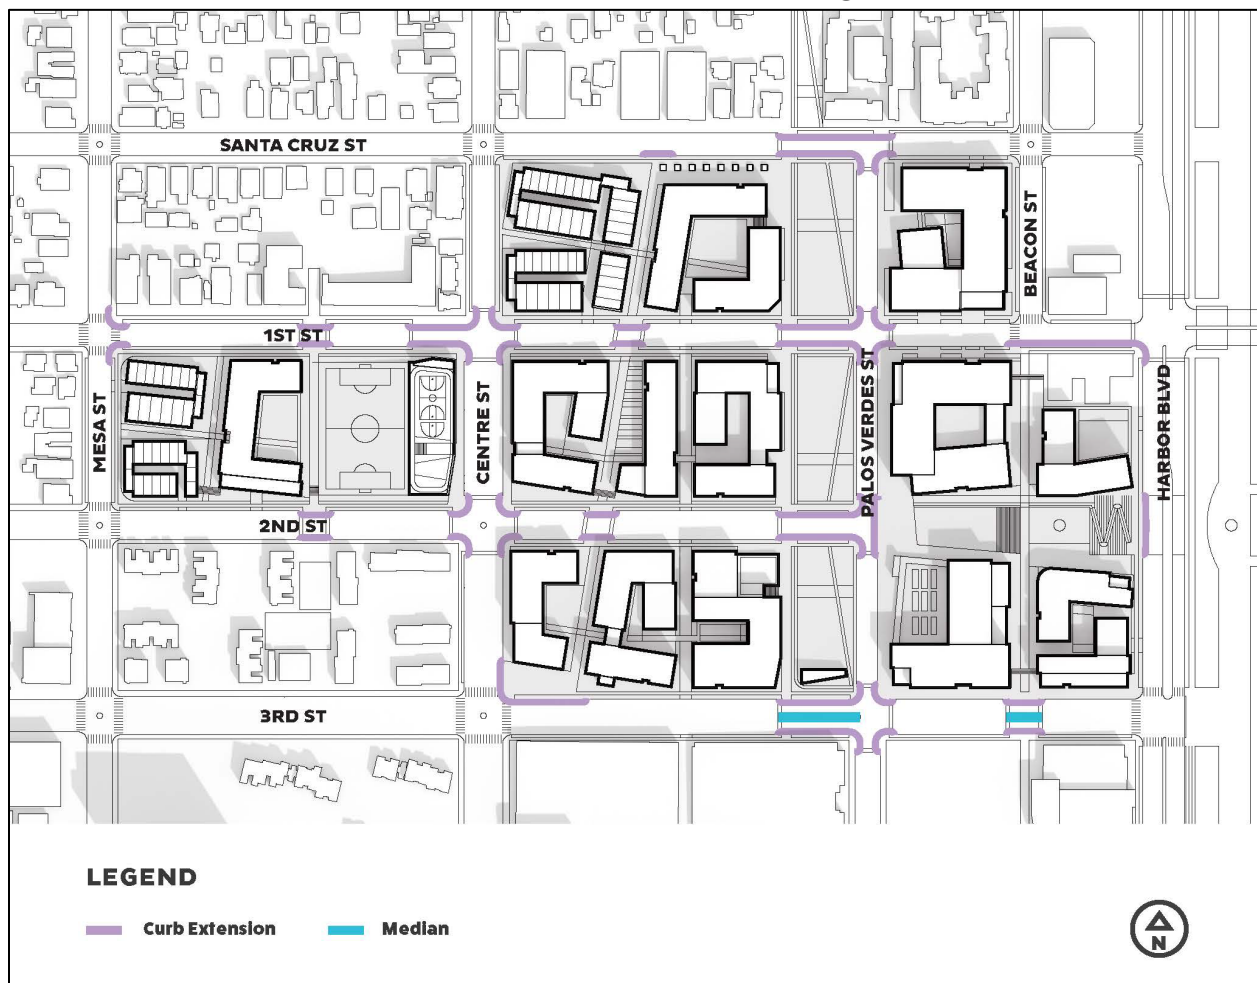 SANTA CRUZ ST
BEACON ST
1ST ST
MESA ST
CENTRE ST
PALOS VERDES ST
HARBOR BLVD
2ND ST
3RD ST
LEGEND
Curb Extension
Median
N